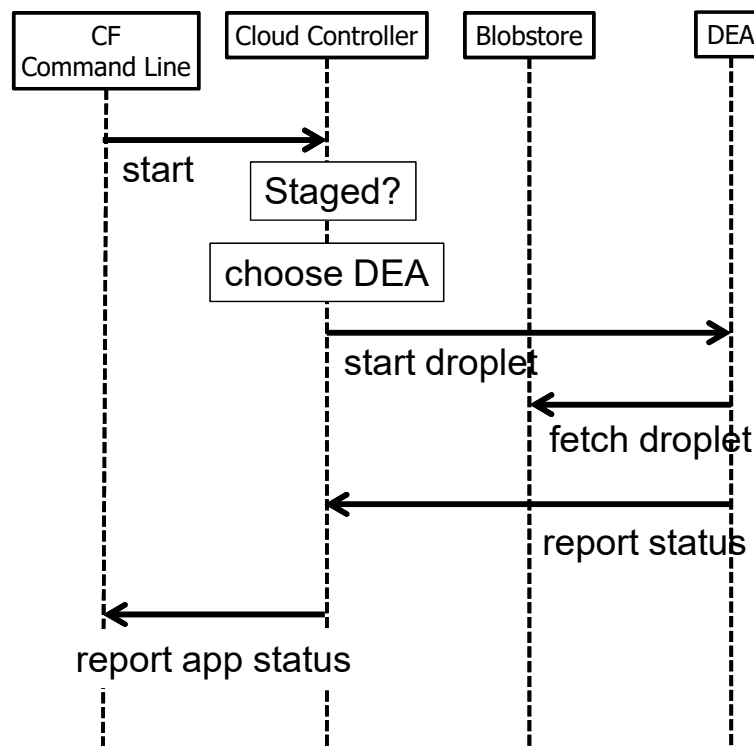 CF
Command Line
Cloud Controller
Blobstore
DEA
start
Staged?
choose DEA
start droplet
fetch droplet
report status
report app status